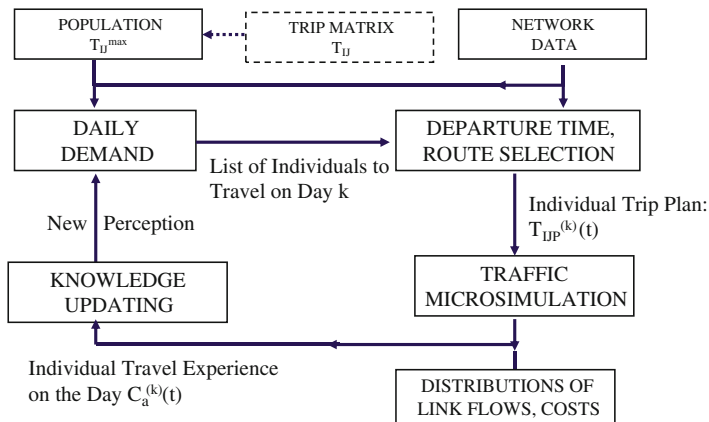 POPULATION
T_IJ^max
TRIP MATRIX
T_IJ
NETWORK
DATA
DAILY
DEMAND
DEPARTURE TIME,
ROUTE SELECTION
List of Individuals to
Travel on Day k
New Perception
Individual Trip Plan:
T_IJP^(k)(t)
KNOWLEDGE
UPDATING
TRAFFIC
MICROSIMULATION
Individual Travel Experience
on the Day C_a^(k)(t)
DISTRIBUTIONS OF
LINK FLOWS, COSTS